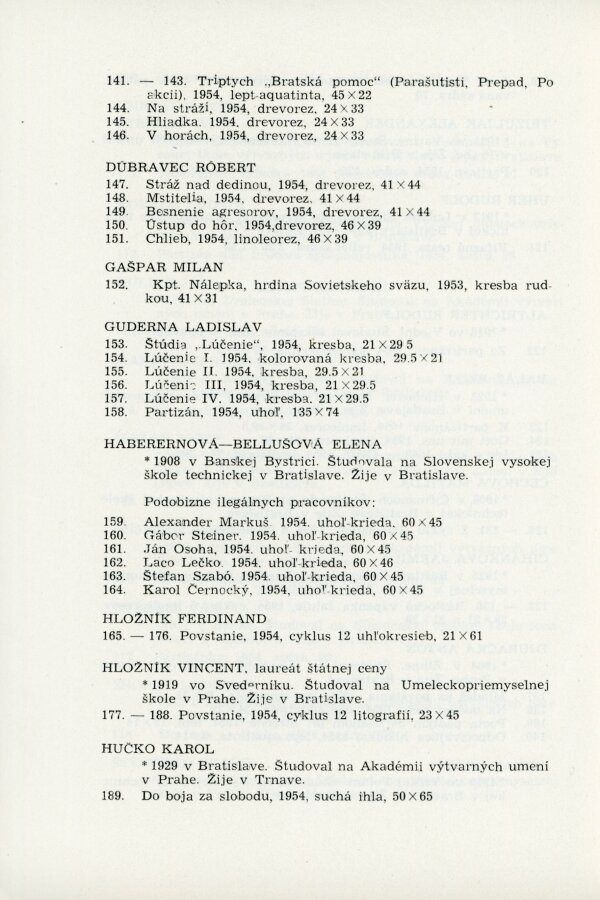 141. — 143. Triptych „Bratská pomoc“ (Parašutisti, Prepad, Po
akcii), 1954, lept-aquatinta, 45×22
144. Na stráži, 1954, drevorez, 24×33
145. Hliadka. 1954, drevorez, 24×33
146. V horách, 1954, drevorez, 24×33
DÚBRAVEC RÓBERT
147. Stráž nad dedinou, 1954, drevorez, 41×44
148. Mstitelia, 1954, drevorez. 41×44
149. Besnenie agresorov, 1954, drevorez, 41×44
150. Ústup do hôr, 1954,drevorez, 46×39
151. Chlieb, 1954, linoleorez, 46×39
GAŠPAR MILAN
152. Kpt. Nálepka, hrdina Sovietskeho sväzu, 1953, kresba rud-
kou, 41×31
GUDERNA LADISLAV
153. Štúdia „Lúčenie“, 1954, kresba, 21×29 5
154. Lúčenie I. 1954, kolorovaná kresba, 29.5×21
155. Lúčenie II. 1954, kresba, 29.5×21
156. Lúčenie III, 1954, kresba, 21×29.5
157. Lúčenie IV. 1954, kresba. 21×29.5
158. Partizán, 1954, uhoľ, 135×74
HABERERNOVÁ—BELLUŠOVÁ ELENA
* 1908 v Banskej Bystrici. Študovala na Slovenskej vysokej
škole technickej v Bratislave. Žije v Bratislave.
Podobizne ilegálnych pracovníkov:
159. Alexander Markuš. 1954. uhoľ-krieda, 60×45
160. Gábor Steiner. 1954. uhoľ-krieda, 60×45
161. Ján Osoha, 1954. uhoľ- krieda, 60×45
162. Laco Lečko. 1954. uhoľ-krieda, 60×46
163. Štefan Szabó. 1954. uhoľ-krieda, 60×45
164. Karol Černocký, 1954, uhoľ-krieda, 60×45
HLOŽNÍK FERDINAND
165. — 176. Povstanie, 1954, cyklus 12 uhľokresieb, 21×61
HLOŽNÍK VINCENT, laureát štátnej ceny
* 1919 vo Svederníku. Študoval na Umeleckopriemyselnej
škole v Prahe. Žije v Bratislave.
177. — 188. Povstanie, 1954, cyklus 12 litografií, 23×45
HUČKO KAROL
* 1929 v Bratislave. Študoval na Akadémii výtvarných umení
v Prahe. Žije v Trnave.
189. Do boja za slobodu, 1954, suchá ihla, 50×65